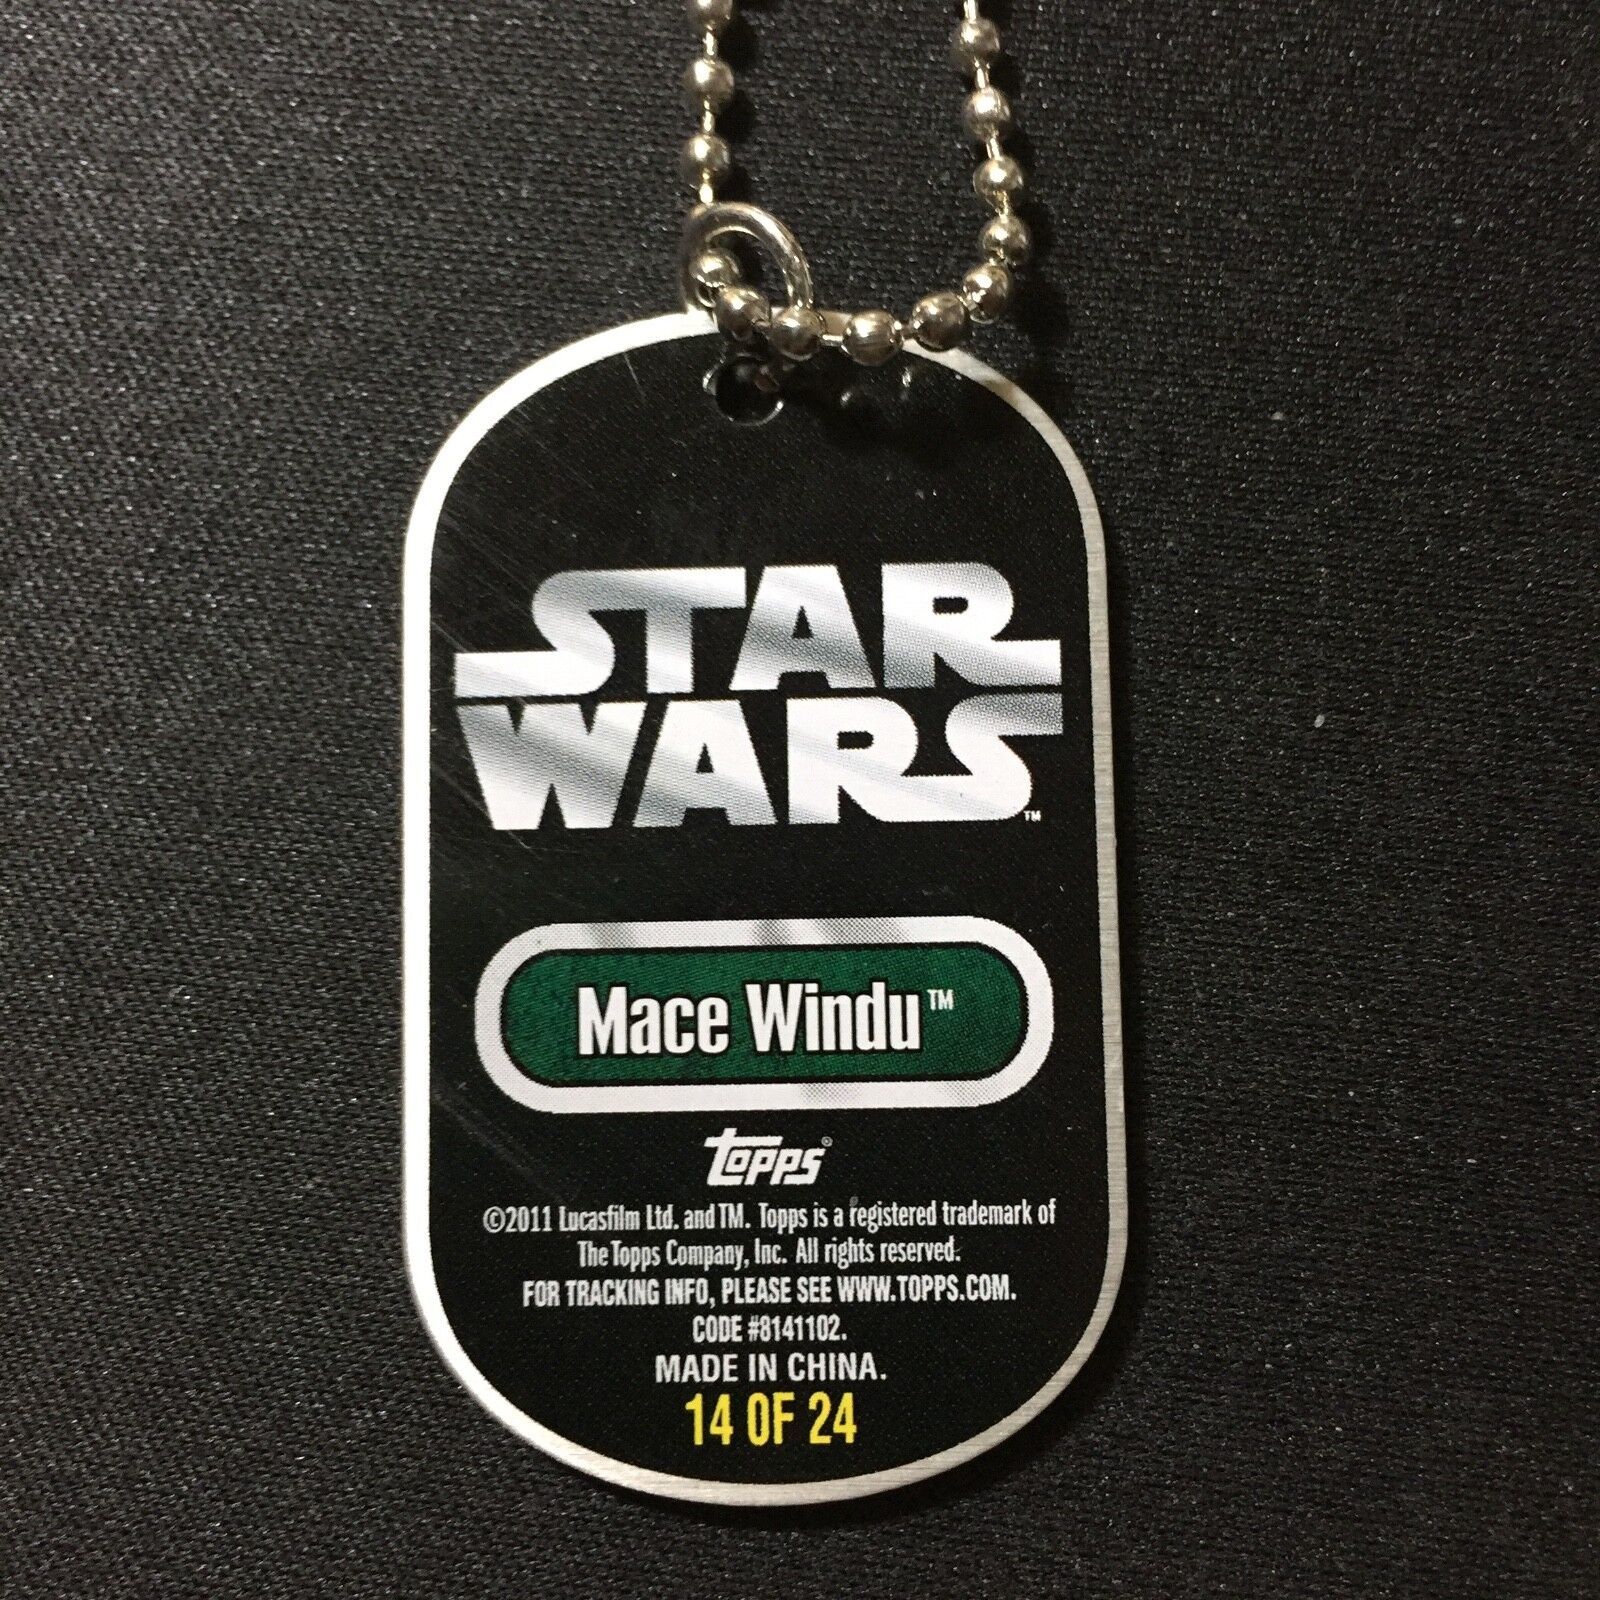 STAR
WARS™
Mace Windu™
topps®
©2011 Lucasfilm Ltd. and TM. Topps is a registered trademark of
The Topps Company, Inc. All rights reserved.
FOR TRACKING INFO, PLEASE SEE WWW.TOPPS.COM.
CODE #8141102.
MADE IN CHINA.
14 OF 24